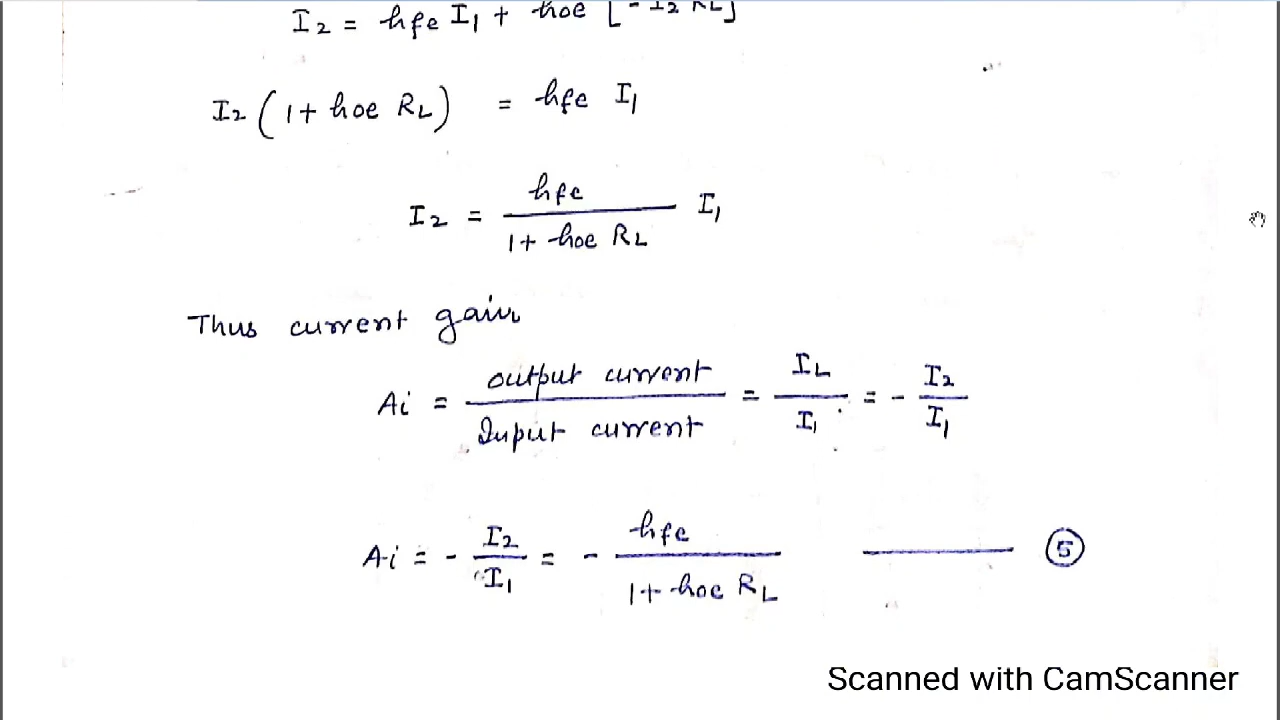 I2 = hfe I1 + hoe [- I2 RL]
I2 (1 + hoe RL) = hfe I1
I2 = hfe / 1 + hoe RL I1
Thus current gain
Ai = output current / Input current = IL / I1 = - I2 / I1
Ai = - I2 / I1 = - hfe / 1 + hoe RL ——— 5
Scanned with CamScanner